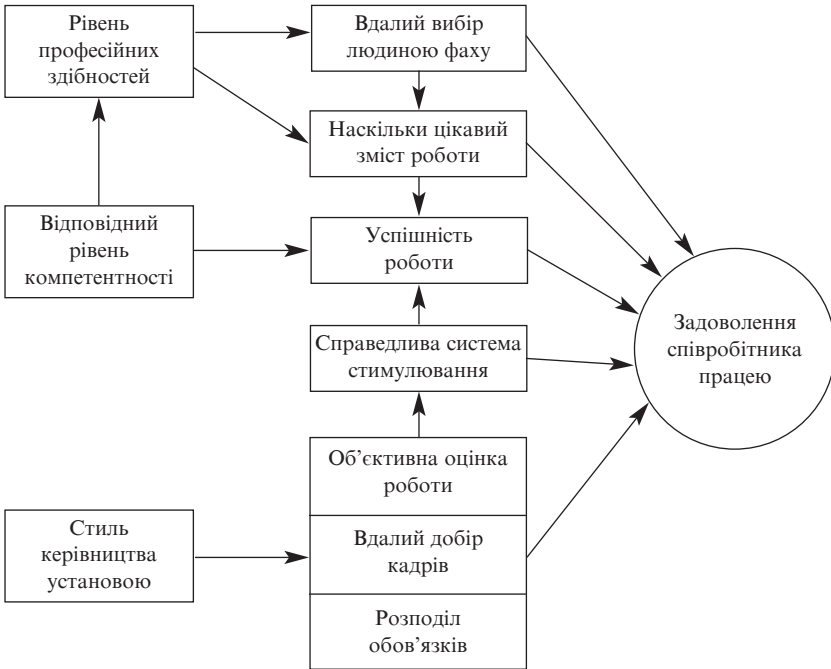 Рівень
професійних
здібностей
Вдалий вибір
людиною фаху
Наскільки цікавий
зміст роботи
Відповідний
рівень
компетентності
Успішність
роботи
Справедлива система
стимулювання
Задоволення
співробітника
працею
Об’єктивна оцінка
роботи
Стиль
керівництва
установою
Вдалий добір
кадрів
Розподіл
обов’язків